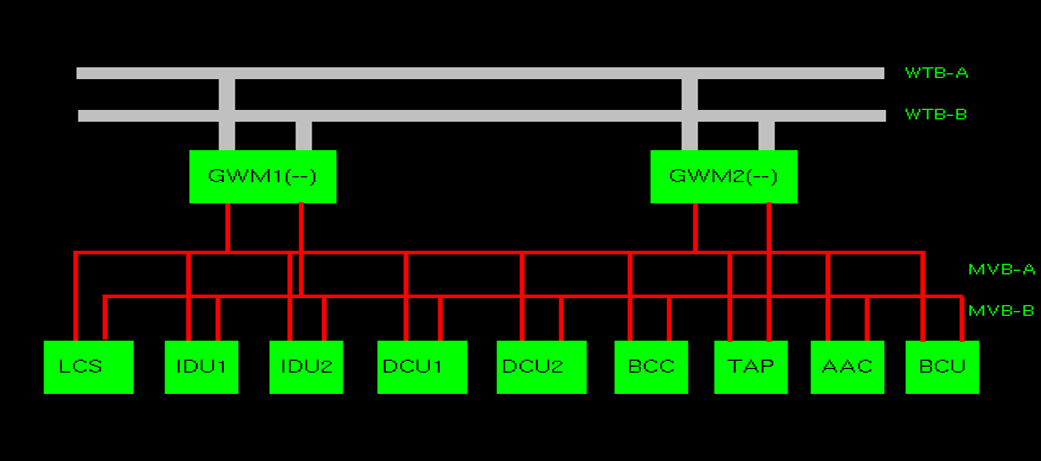 WTB-A
WTB-B
GWM1(--)
GWM2(--)
MVB-A
MVB-B
LCS
IDU1
IDU2
DCU1
DCU2
BCC
TAP
AAC
BCU